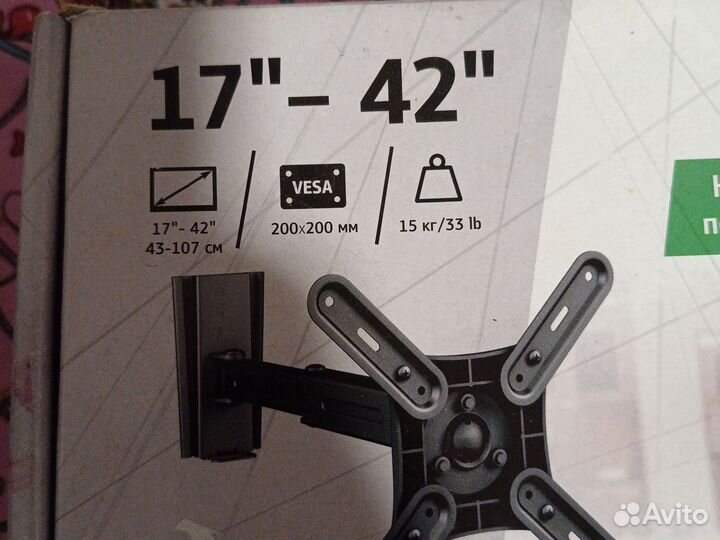 17"– 42"
VESA
17"- 42"
43-107 см
200x200 мм
15 кг/33 lb
Avito